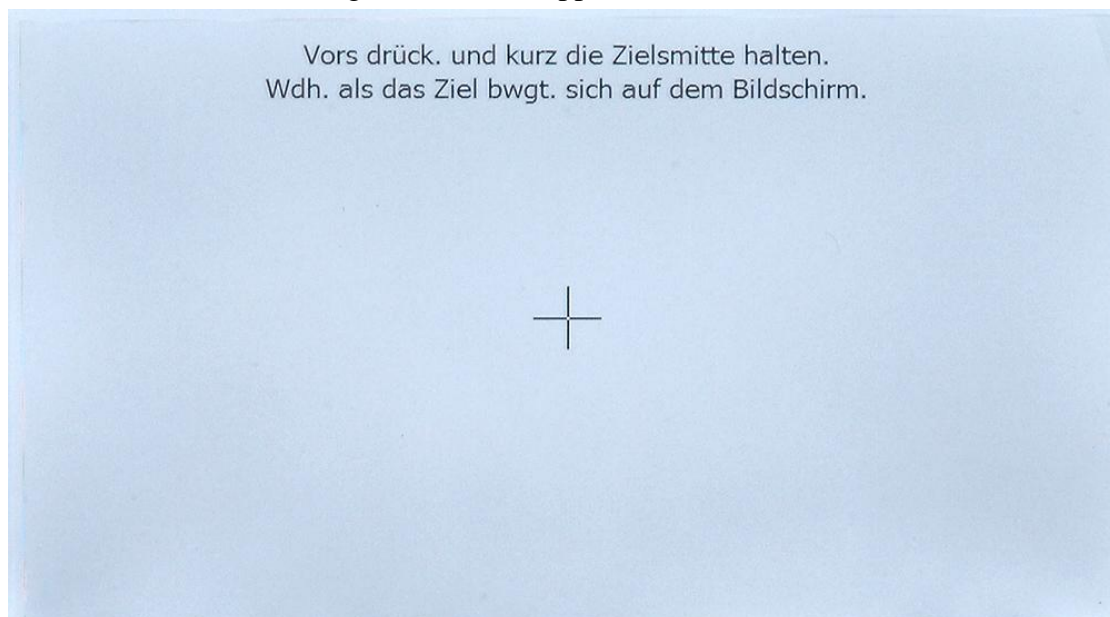 Vors drück. und kurz die Zielsmitte halten.
Wdh. als das Ziel bwgt. sich auf dem Bildschirm.